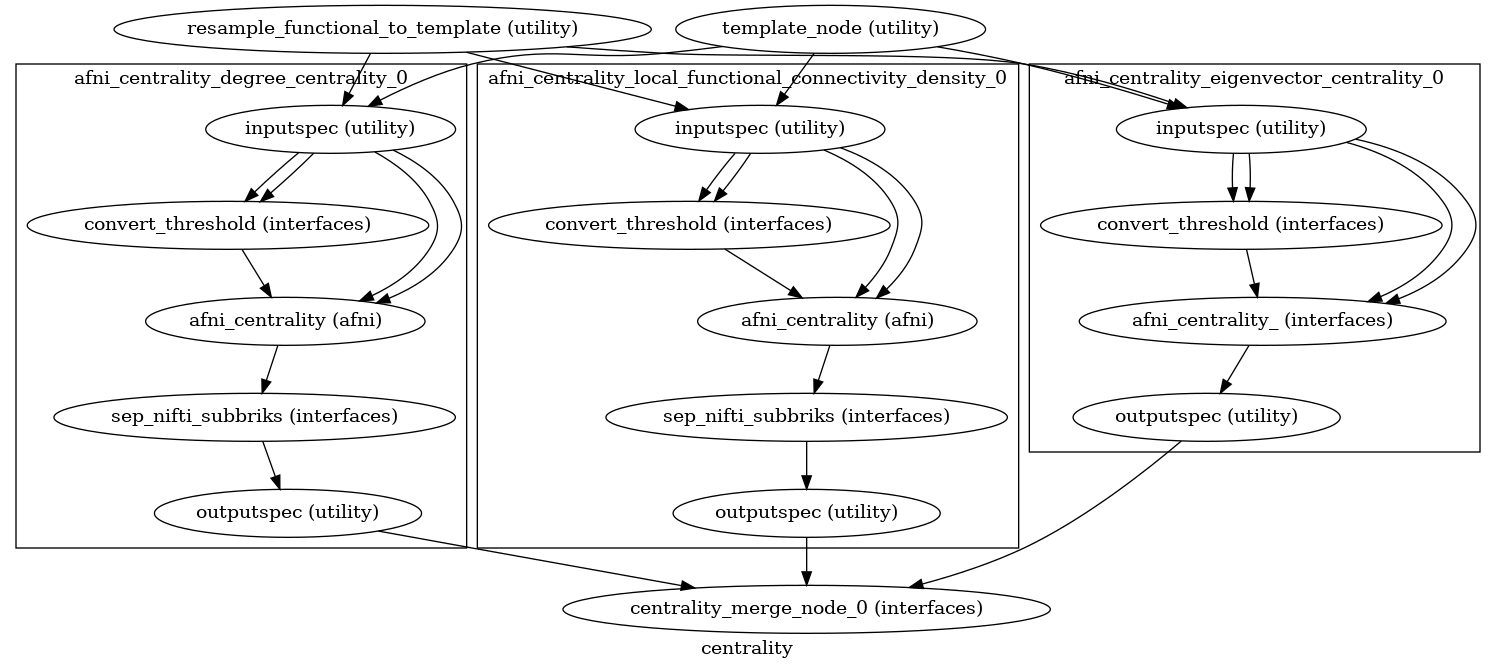 resample_functional_to_template (utility)
template_node (utility)
afni_centrality_degree_centrality_0
afni_centrality_local_functional_connectivity_density_0
afni_centrality_eigenvector_centrality_0
inputspec (utility)
inputspec (utility)
inputspec (utility)
convert_threshold (interfaces)
convert_threshold (interfaces)
convert_threshold (interfaces)
afni_centrality (afni)
afni_centrality (afni)
afni_centrality_ (interfaces)
sep_nifti_subbriks (interfaces)
sep_nifti_subbriks (interfaces)
outputspec (utility)
outputspec (utility)
outputspec (utility)
centrality_merge_node_0 (interfaces)
centrality